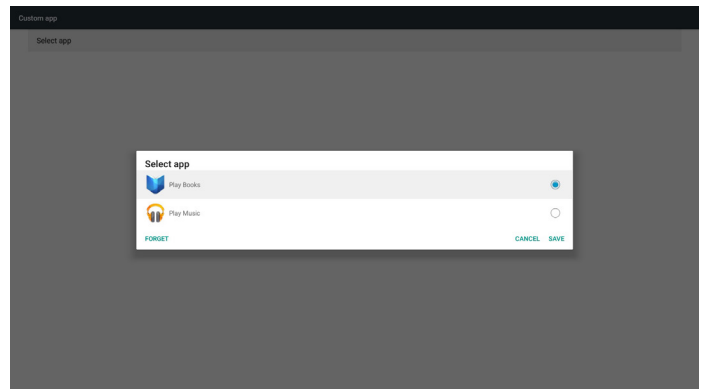 Custom app
Select app
Select app
Play Books
Play Music
FORGET CANCEL SAVE